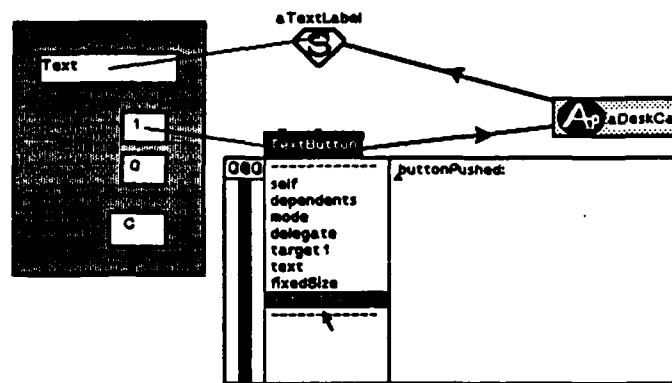 aTextLabel
S
Text
aDeskCa
1
TextButton
0
buttonPushed:
self
dependents
mode
delegate
C
target1
text
fixedSize